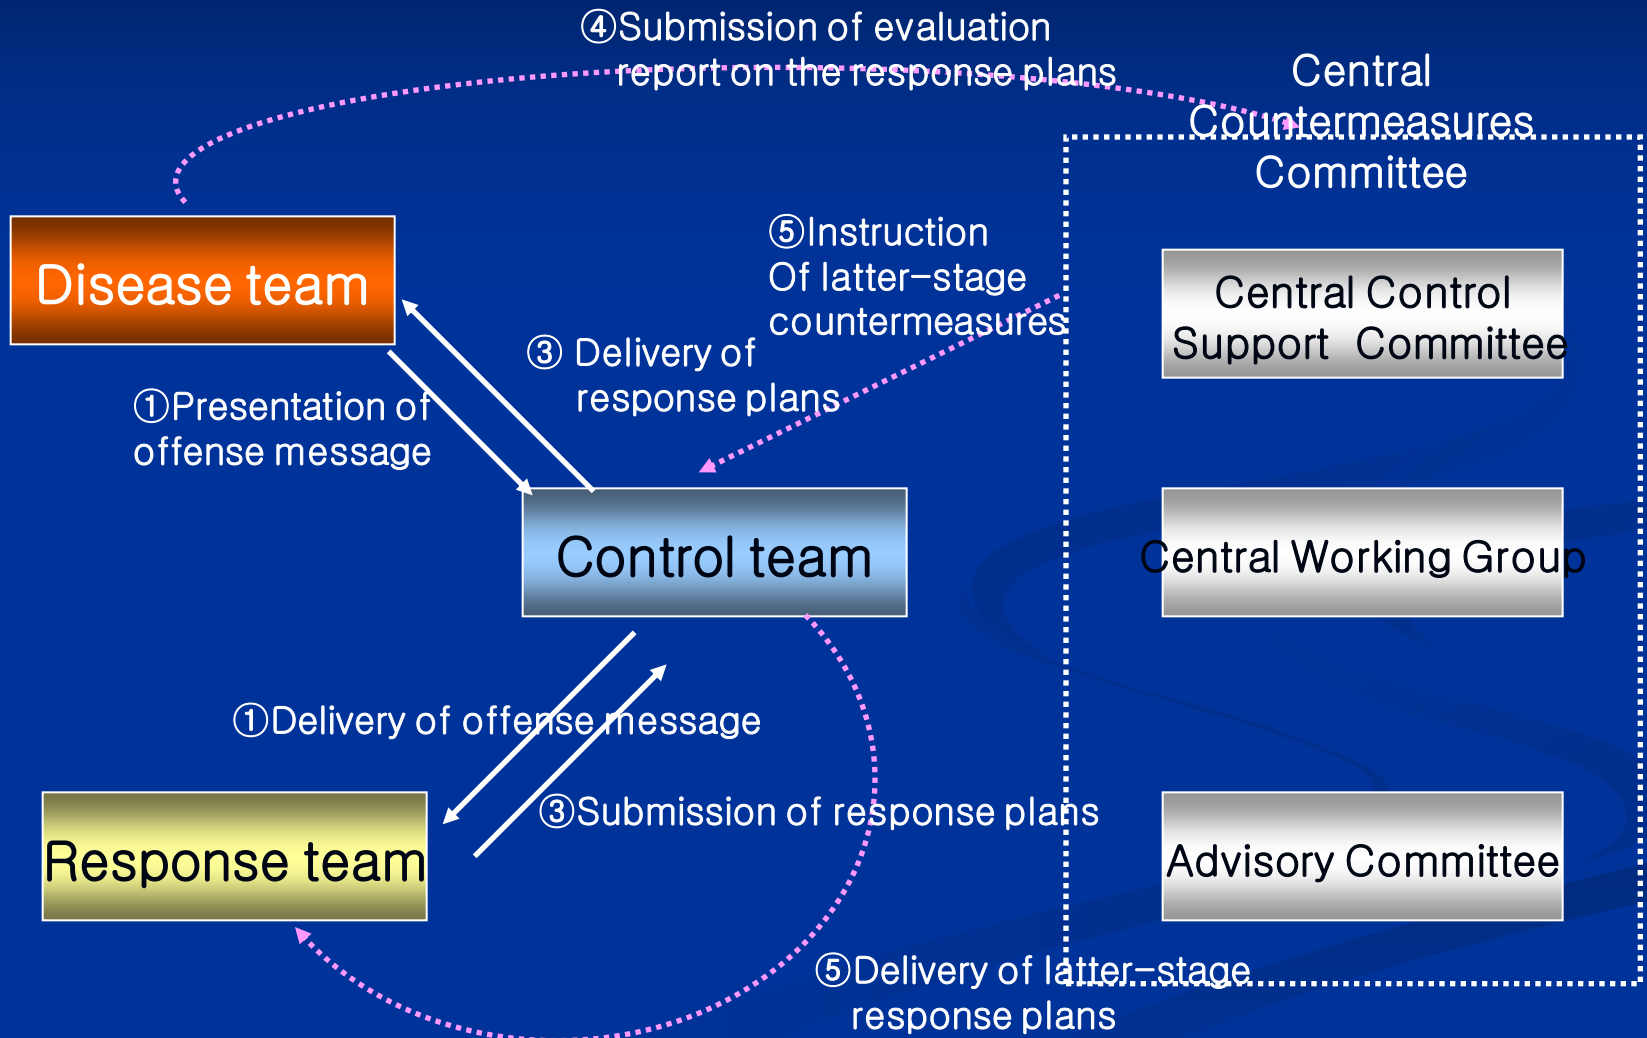 ④Submission of evaluation
report on the response plans
Central
Countermeasures
Committee
Disease team
⑤Instruction
Of latter-stage
countermeasures
Central Control
Support Committee
③ Delivery of
response plans
①Presentation of
offense message
Control team
Central Working Group
①Delivery of offense message
③Submission of response plans
Response team
Advisory Committee
⑤Delivery of latter-stage
response plans